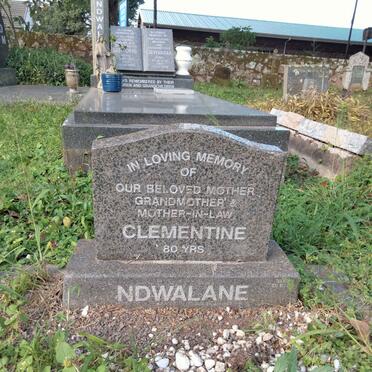 IN LOVING MEMORY
OF
OUR BELOVED MOTHER
GRANDMOTHER &
MOTHER-IN-LAW
CLEMENTINE
80 YRS
NDWALANE